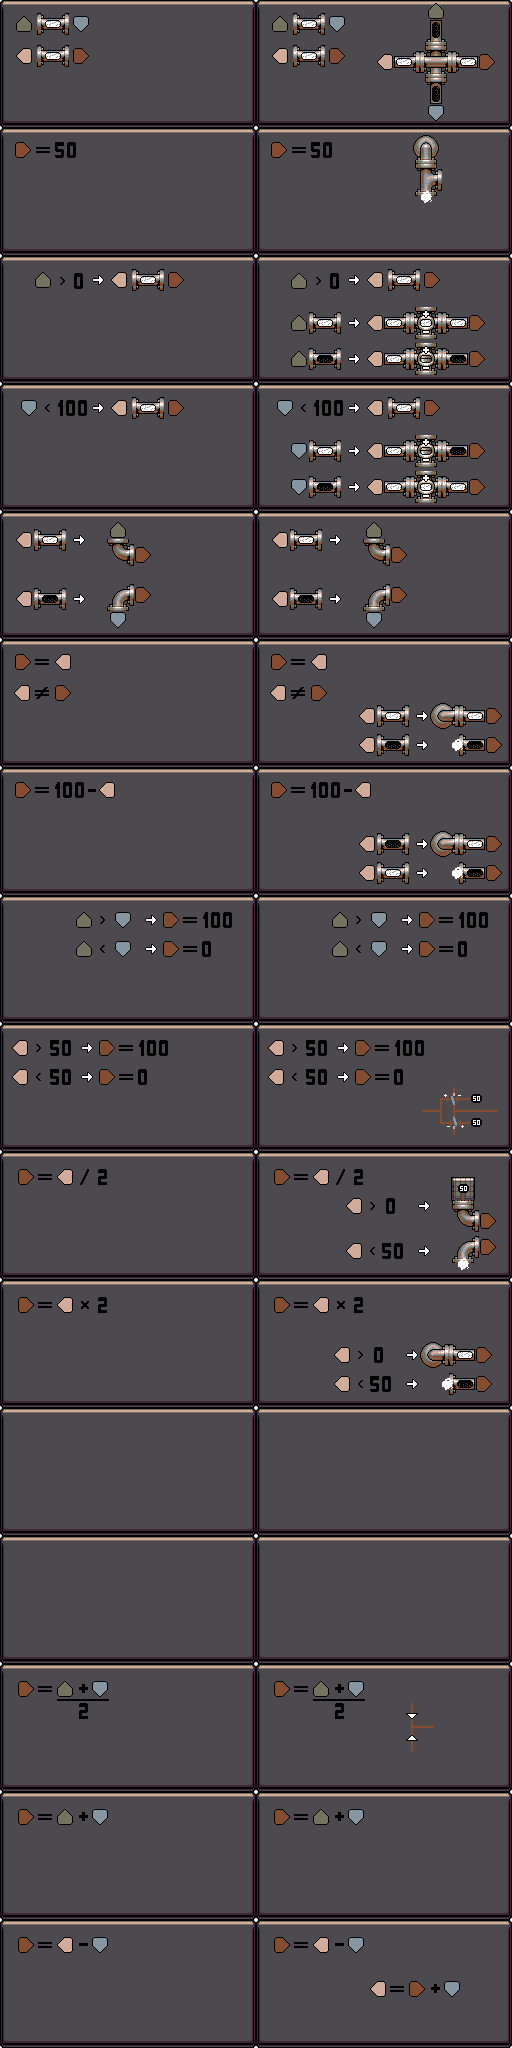 = 50
= 50
> 0 →
> 0 →
→
→
< 100 →
< 100 →
→
→
→
→
→
→
=
≠
=
≠
→
→
= 100 -
= 100 -
→
→
> → = 100
< → = 0
> → = 100
< → = 0
> 50 → = 100
< 50 → = 0
> 50 → = 100
< 50 → = 0
50
50
= / 2
= / 2
> 0 →
50
< 50 →
= × 2
= × 2
> 0 →
< 50 →
= +
2
= +
2
= +
= +
= -
= -
= +